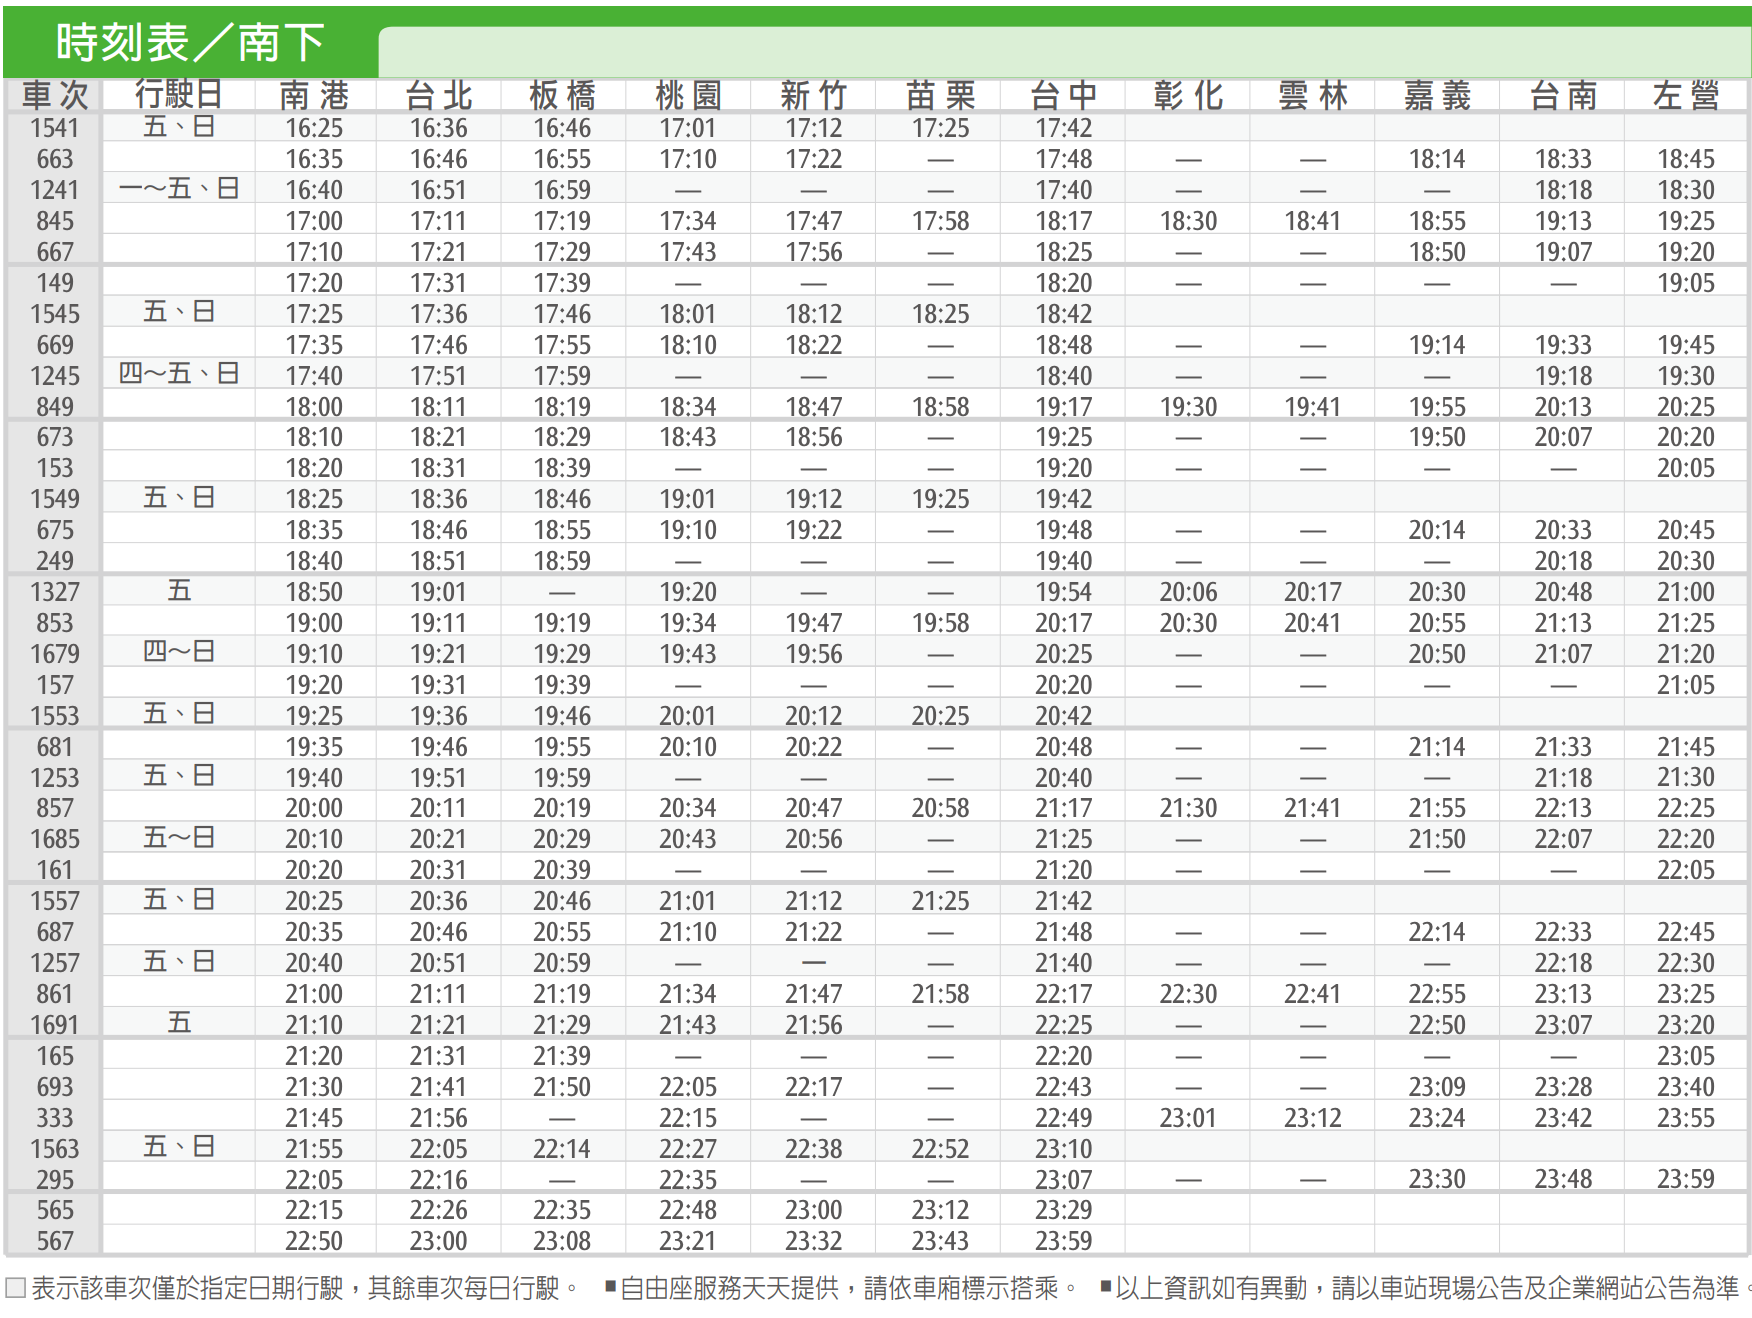 時刻表／南下
車次 行駛日 南港 台北 板橋 桃園 新竹 苗栗 台中 彰化 雲林 嘉義 台南 左營
1541 五、日 16:25 16:36 16:46 17:01 17:12 17:25 17:42
663 16:35 16:46 16:55 17:10 17:22 — 17:48 — — 18:14 18:33 18:45
1241 一～五、日 16:40 16:51 16:59 — — — 17:40 — — — 18:18 18:30
845 17:00 17:11 17:19 17:34 17:47 17:58 18:17 18:30 18:41 18:55 19:13 19:25
667 17:10 17:21 17:29 17:43 17:56 — 18:25 — — 18:50 19:07 19:20
149 17:20 17:31 17:39 — — — 18:20 — — — — 19:05
1545 五、日 17:25 17:36 17:46 18:01 18:12 18:25 18:42
669 17:35 17:46 17:55 18:10 18:22 — 18:48 — — 19:14 19:33 19:45
1245 四～五、日 17:40 17:51 17:59 — — — 18:40 — — — 19:18 19:30
849 18:00 18:11 18:19 18:34 18:47 18:58 19:17 19:30 19:41 19:55 20:13 20:25
673 18:10 18:21 18:29 18:43 18:56 — 19:25 — — 19:50 20:07 20:20
153 18:20 18:31 18:39 — — — 19:20 — — — — 20:05
1549 五、日 18:25 18:36 18:46 19:01 19:12 19:25 19:42
675 18:35 18:46 18:55 19:10 19:22 — 19:48 — — 20:14 20:33 20:45
249 18:40 18:51 18:59 — — — 19:40 — — — 20:18 20:30
1327 五 18:50 19:01 — 19:20 — — 19:54 20:06 20:17 20:30 20:48 21:00
853 19:00 19:11 19:19 19:34 19:47 19:58 20:17 20:30 20:41 20:55 21:13 21:25
1679 四～日 19:10 19:21 19:29 19:43 19:56 — 20:25 — — 20:50 21:07 21:20
157 19:20 19:31 19:39 — — — 20:20 — — — — 21:05
1553 五、日 19:25 19:36 19:46 20:01 20:12 20:25 20:42
681 19:35 19:46 19:55 20:10 20:22 — 20:48 — — 21:14 21:33 21:45
1253 五、日 19:40 19:51 19:59 — — — 20:40 — — — 21:18 21:30
857 20:00 20:11 20:19 20:34 20:47 20:58 21:17 21:30 21:41 21:55 22:13 22:25
1685 五～日 20:10 20:21 20:29 20:43 20:56 — 21:25 — — 21:50 22:07 22:20
161 20:20 20:31 20:39 — — — 21:20 — — — — 22:05
1557 五、日 20:25 20:36 20:46 21:01 21:12 21:25 21:42
687 20:35 20:46 20:55 21:10 21:22 — 21:48 — — 22:14 22:33 22:45
1257 五、日 20:40 20:51 20:59 — — — 21:40 — — — 22:18 22:30
861 21:00 21:11 21:19 21:34 21:47 21:58 22:17 22:30 22:41 22:55 23:13 23:25
1691 五 21:10 21:21 21:29 21:43 21:56 — 22:25 — — 22:50 23:07 23:20
165 21:20 21:31 21:39 — — — 22:20 — — — — 23:05
693 21:30 21:41 21:50 22:05 22:17 — 22:43 — — 23:09 23:28 23:40
333 21:45 21:56 — 22:15 — — 22:49 23:01 23:12 23:24 23:42 23:55
1563 五、日 21:55 22:05 22:14 22:27 22:38 22:52 23:10
295 22:05 22:16 — 22:35 — — 23:07 — — 23:30 23:48 23:59
565 22:15 22:26 22:35 22:48 23:00 23:12 23:29
567 22:50 23:00 23:08 23:21 23:32 23:43 23:59
□表示該車次僅於指定日期行駛，其餘車次每日行駛。 ■自由座服務天天提供，請依車廂標示搭乘。 ■以上資訊如有異動，請以車站現場公告及企業網站公告為準。